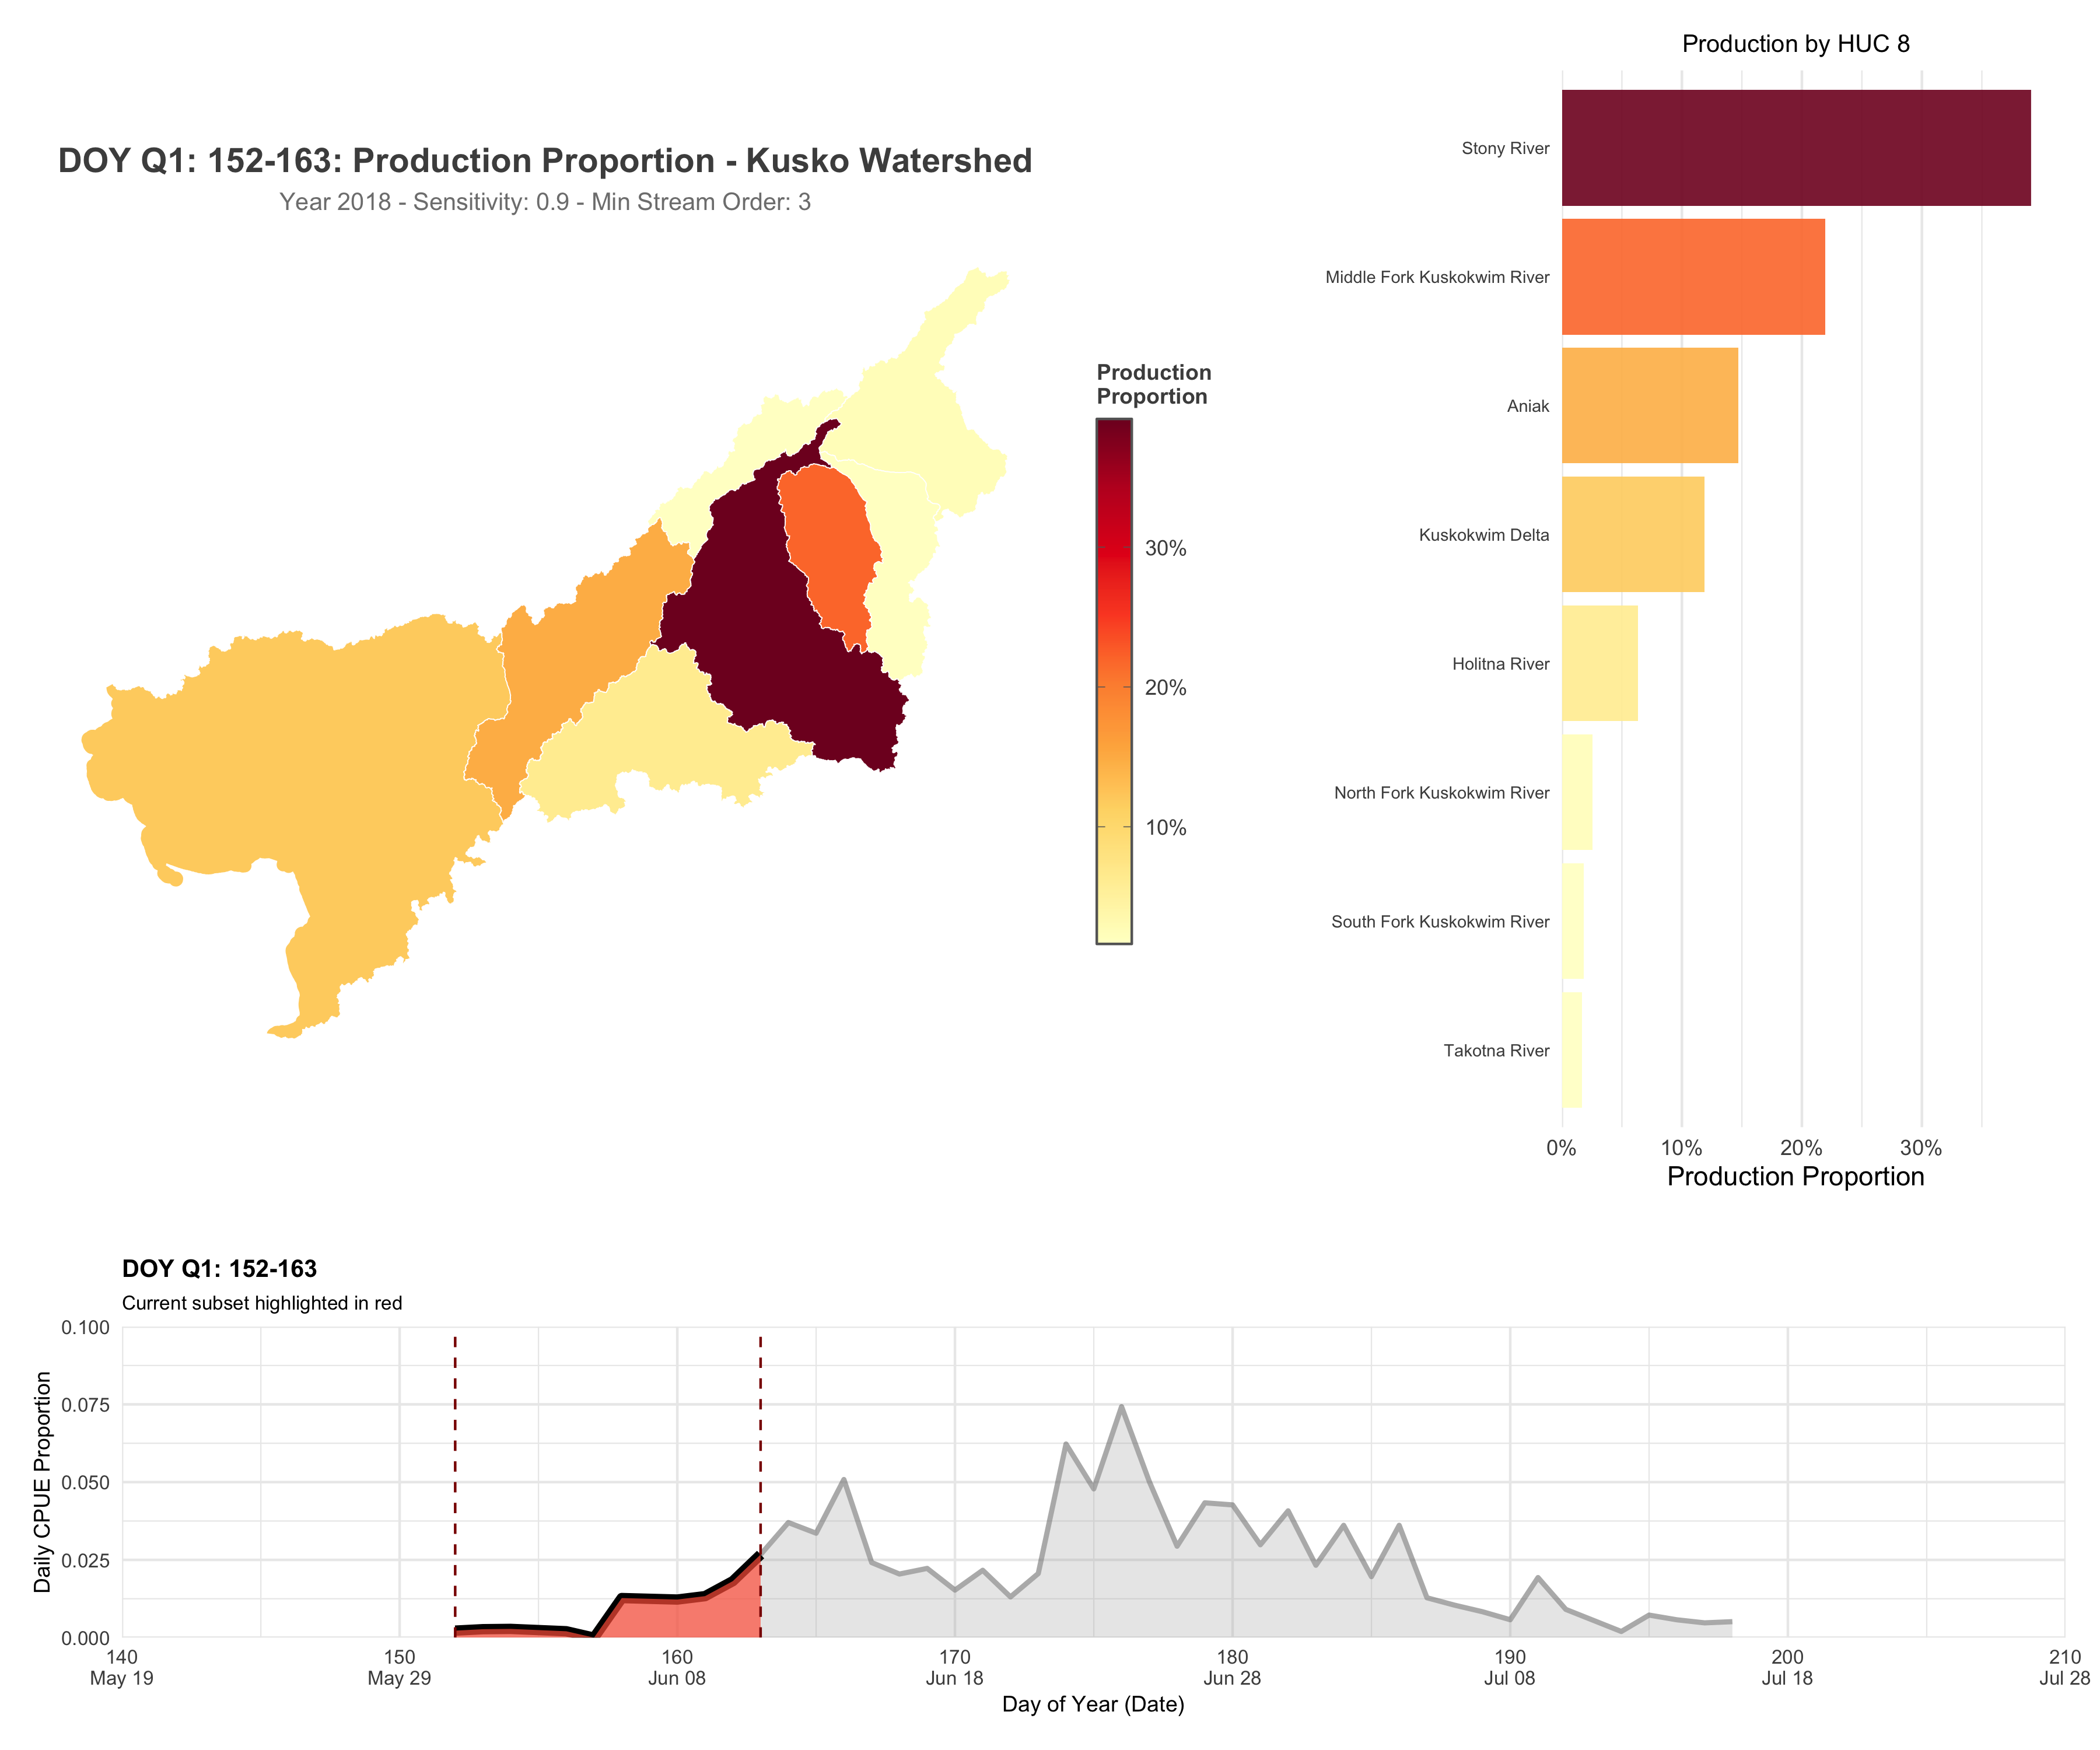 DOY Q1: 152-163: Production Proportion - Kusko Watershed
Year 2018 - Sensitivity: 0.9 - Min Stream Order: 3
Production
Proportion
30%
20%
10%
Production by HUC 8
Stony River
Middle Fork Kuskokwim River
Aniak
Kuskokwim Delta
Holitna River
North Fork Kuskokwim River
South Fork Kuskokwim River
Takotna River
0% 10% 20% 30%
Production Proportion
DOY Q1: 152-163
Current subset highlighted in red
Daily CPUE Proportion
0.100
0.075
0.050
0.025
0.000
140 150 160 170 180 190 200 210
May 19 May 29 Jun 08 Jun 18 Jun 28 Jul 08 Jul 18 Jul 28
Day of Year (Date)